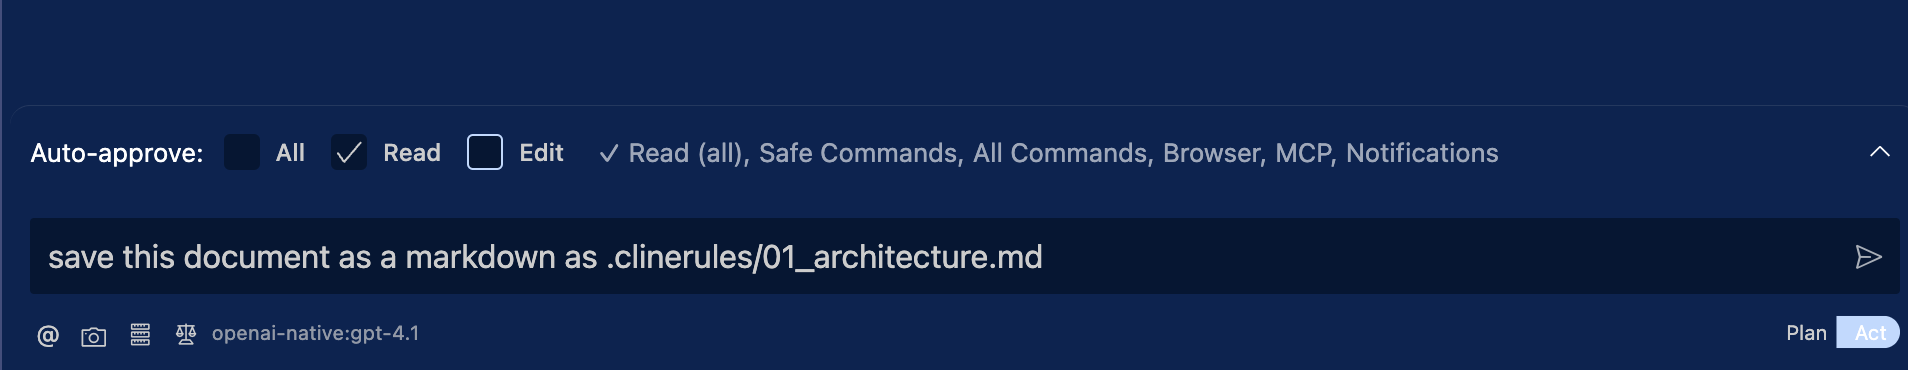 Auto-approve: All Read Edit ✓ Read (all), Safe Commands, All Commands, Browser, MCP, Notifications
save this document as a markdown as .clinerules/01_architecture.md
@ openai-native:gpt-4.1 Plan Act